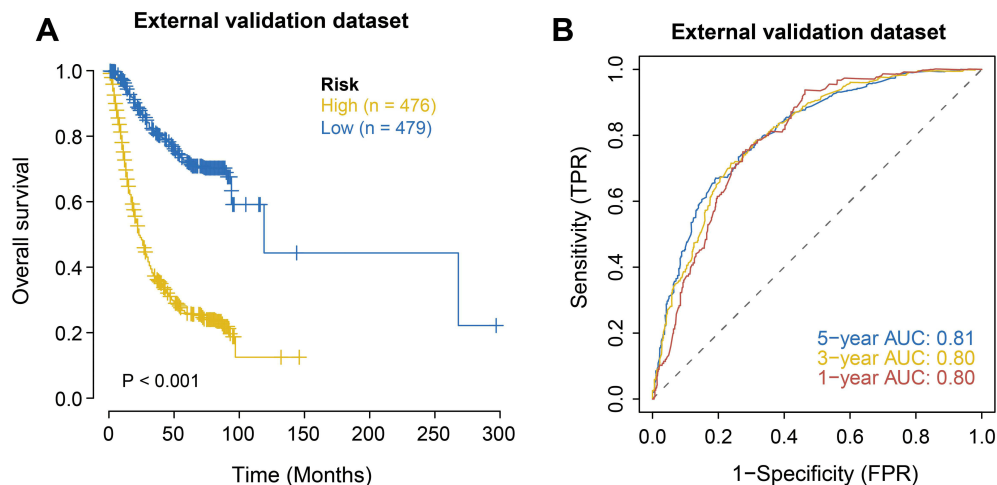 A
External validation dataset
Overall survival
1.0
0.8
0.6
0.4
0.2
0.0
Risk
High (n = 476)
Low (n = 479)
P < 0.001
0 50 100 150 200 250 300
Time (Months)
B
External validation dataset
Sensitivity (TPR)
1.0
0.8
0.6
0.4
0.2
0.0
5−year AUC: 0.81
3−year AUC: 0.80
1−year AUC: 0.80
0.0 0.2 0.4 0.6 0.8 1.0
1−Specificity (FPR)